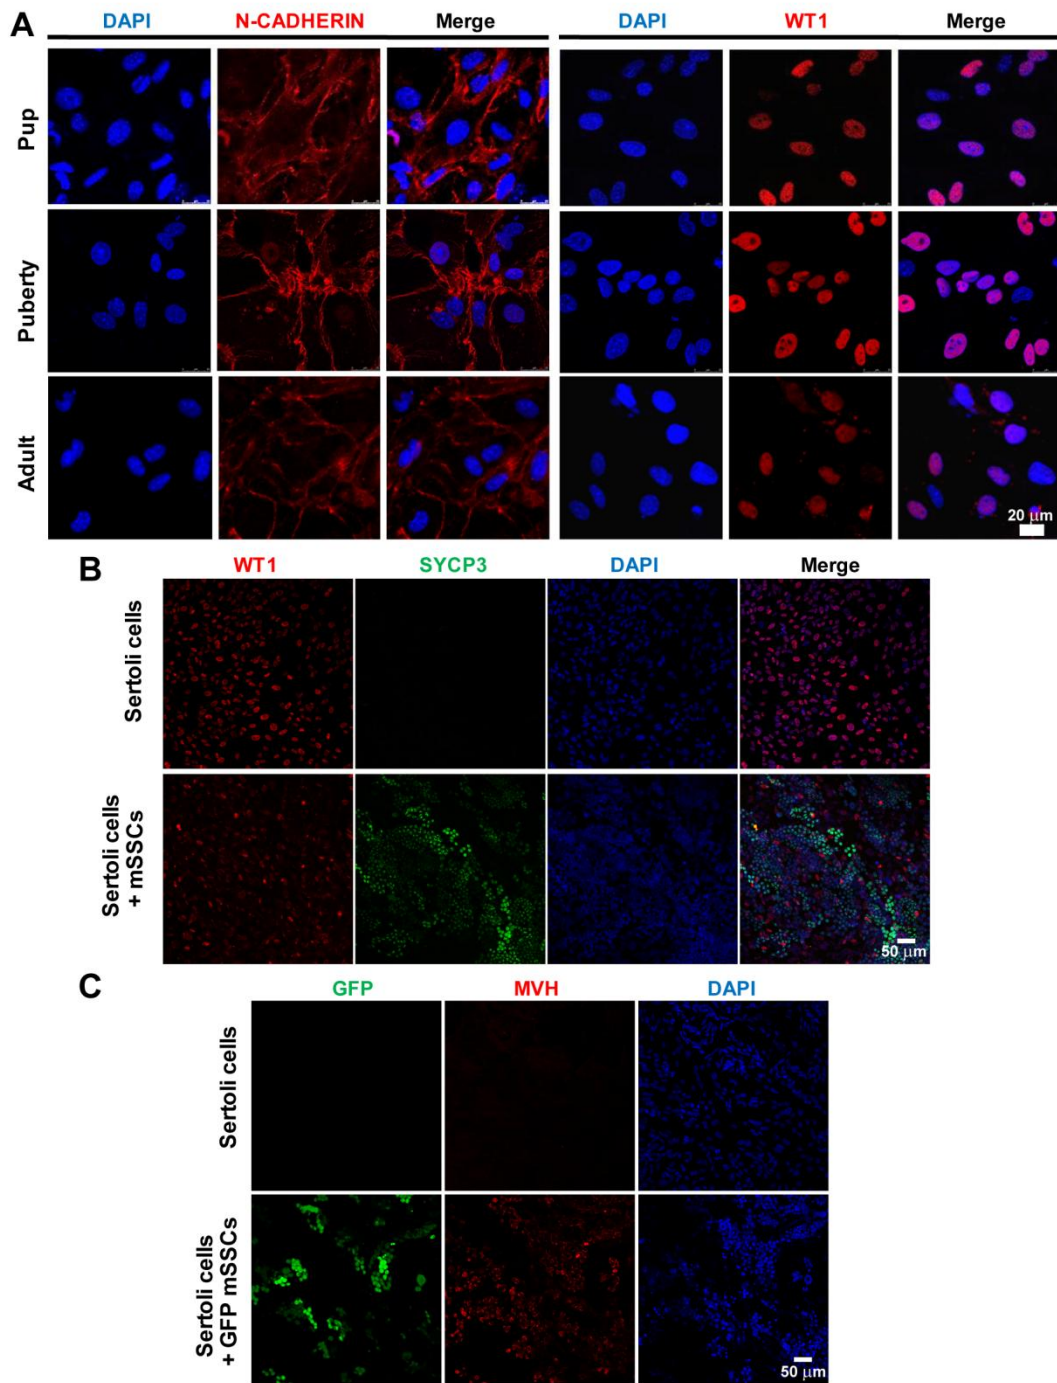 A
DAPI N-CADHERIN Merge DAPI WT1 Merge
Pup
Puberty
Adult
20 μm
B
WT1 SYCP3 DAPI Merge
Sertoli cells
Sertoli cells
+ mSSCs
50 μm
C
GFP MVH DAPI
Sertoli cells
Sertoli cells
+ GFP mSSCs
50 μm